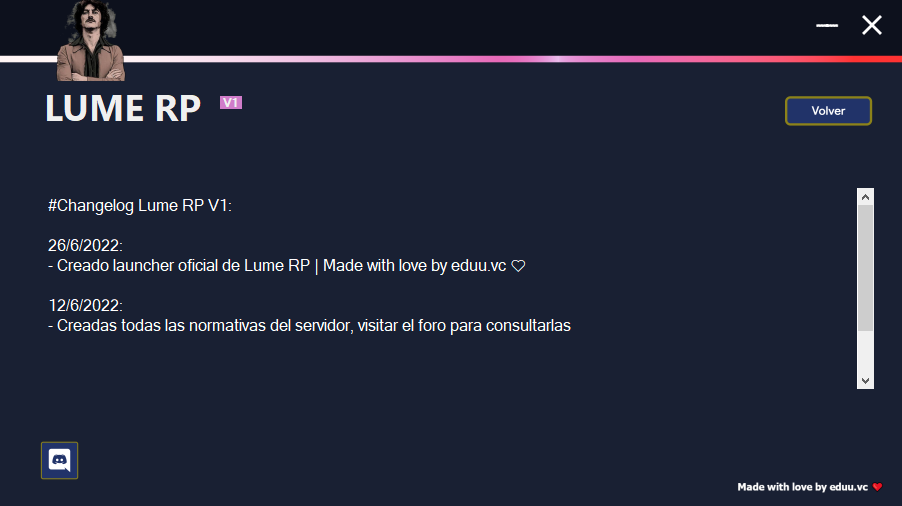 LUME RP V1
Volver
#Changelog Lume RP V1:
26/6/2022:
- Creado launcher oficial de Lume RP | Made with love by eduu.vc ♡
12/6/2022:
- Creadas todas las normativas del servidor, visitar el foro para consultarlas
Made with love by eduu.vc ❤